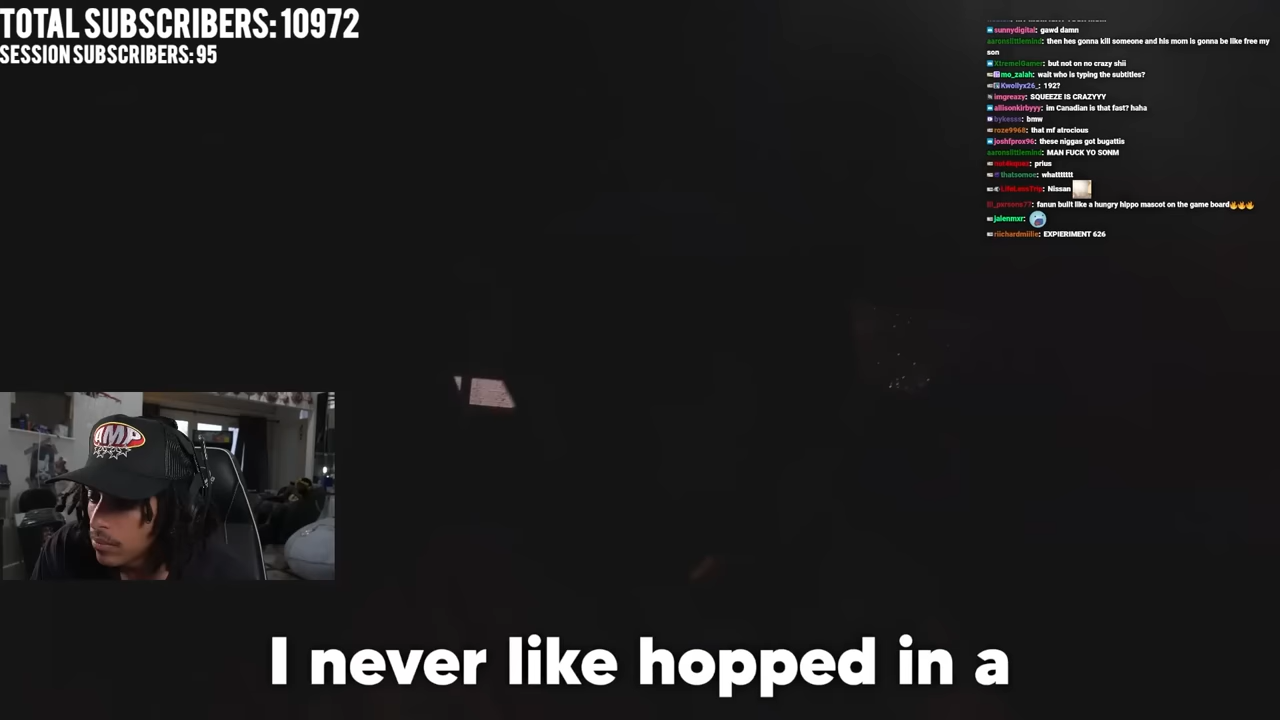 TOTAL SUBSCRIBERS: 10972
SESSION SUBSCRIBERS: 95
sunnydigital: gawd damn
aaronslittlemind: then hes gonna kill someone and his mom is gonna be like free my
son
XtremeIGamer: but not on no crazy shii
mo_zalah: wait who is typing the subtitles?
Kwollyx26_: 192?
imgreazy: SQUEEZE IS CRAZYYY
allisonkirbyyy: im Canadian is that fast? haha
bykesss: bmw
roze9968: that mf atrocious
joshfprox96: these niggas got bugattis
aaronslittlemind: MAN FUCK YO SONM
prius
thatsomoe: whattttttt
LifeLessTrip: Nissan
fanun built like a hungry hippo mascot on the game board
jalenmxr:
riichardmiilie: EXPIERIMENT 626
AMP
I never like hopped in a